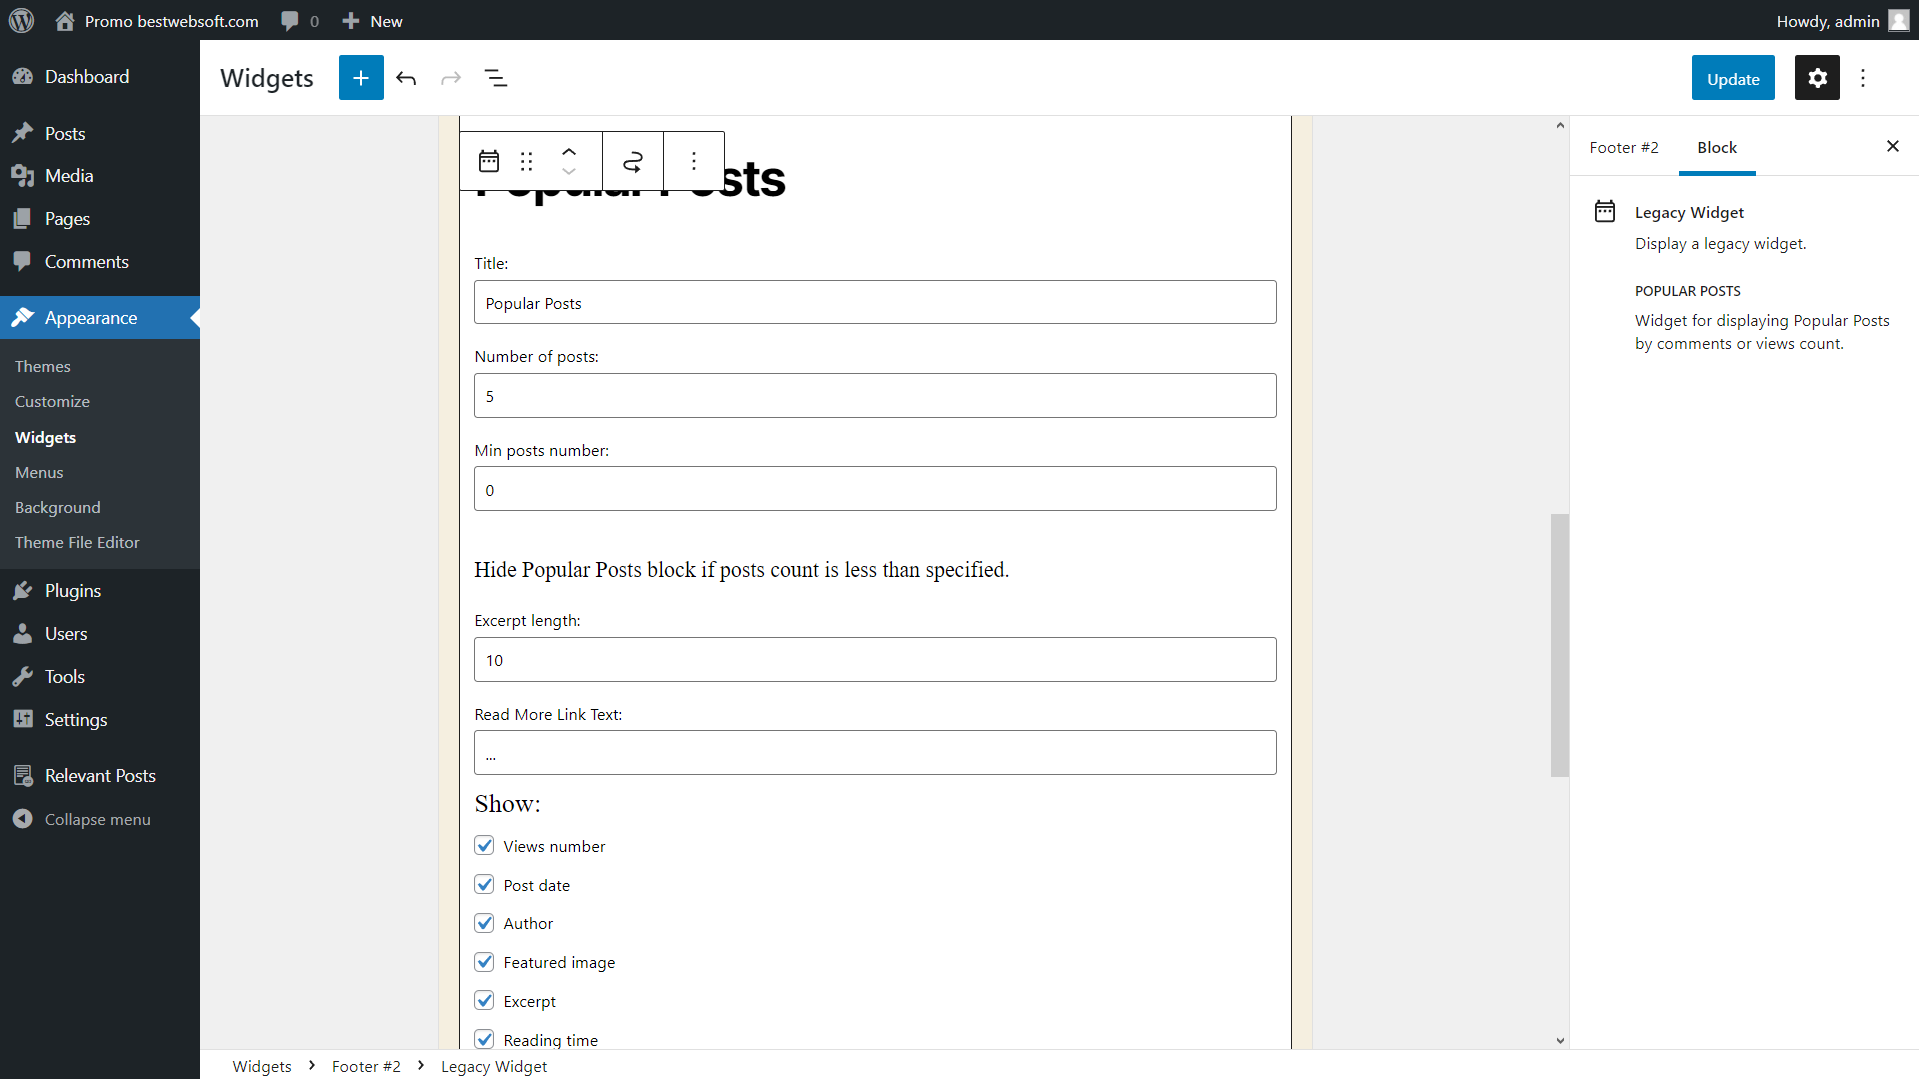 Promo bestwebsoft.com 0 New Howdy, admin
Dashboard
Posts
Media
Pages
Comments
Appearance
Themes
Customize
Widgets
Menus
Background
Theme File Editor
Plugins
Users
Tools
Settings
Relevant Posts
Collapse menu
Widgets
Update
Popular Posts
Title:
Popular Posts
Number of posts:
5
Min posts number:
0
Hide Popular Posts block if posts count is less than specified.
Excerpt length:
10
Read More Link Text:
...
Show:
Views number
Post date
Author
Featured image
Excerpt
Reading time
Footer #2 Block
Legacy Widget
Display a legacy widget.
POPULAR POSTS
Widget for displaying Popular Posts
by comments or views count.
Widgets Footer #2 Legacy Widget